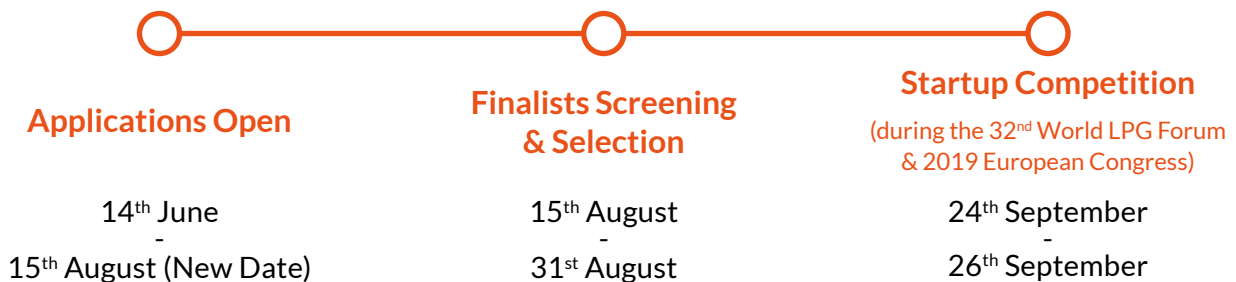 Applications Open
14th June
-
15th August (New Date)
Finalists Screening
& Selection
15th August
-
31st August
Startup Competition
(during the 32nd World LPG Forum
& 2019 European Congress)
24th September
-
26th September